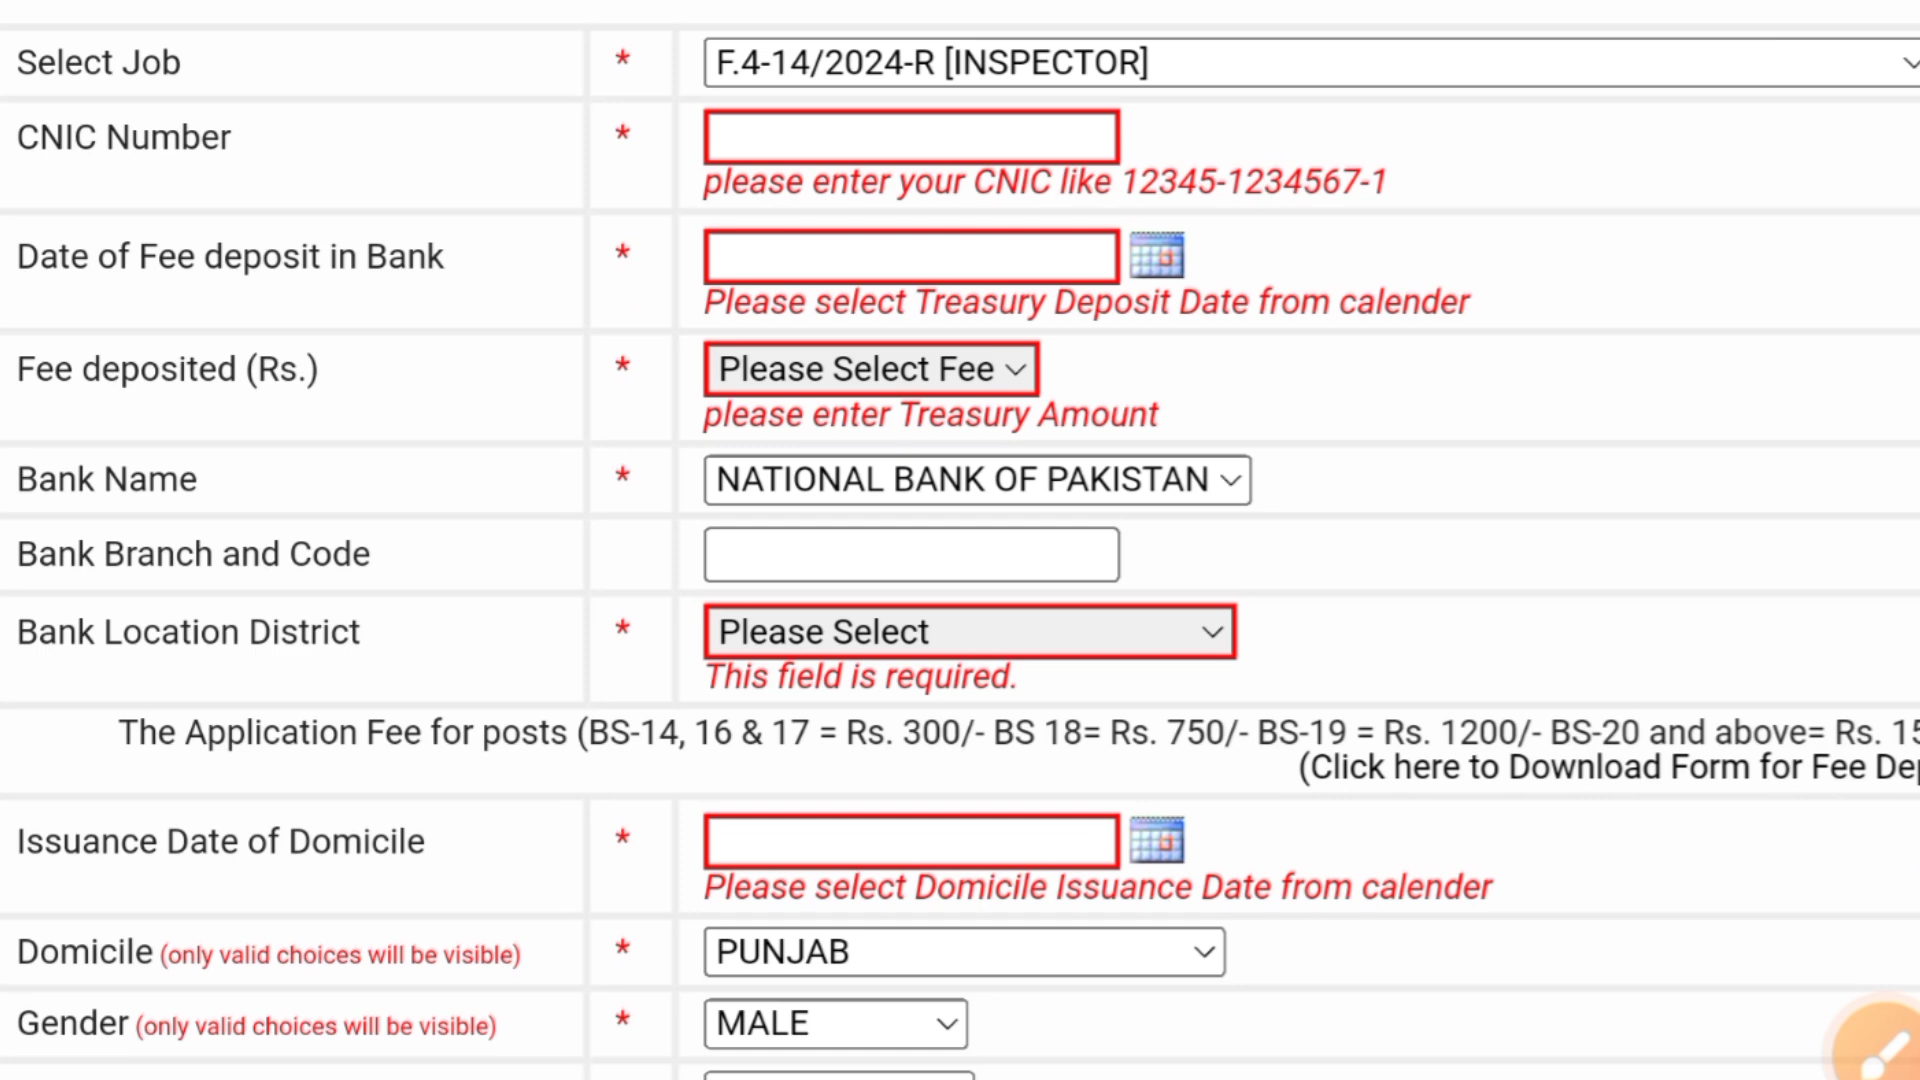 Select Job * F.4-14/2024-R [INSPECTOR]
CNIC Number *
please enter your CNIC like 12345-1234567-1
Date of Fee deposit in Bank *
Please select Treasury Deposit Date from calender
Fee deposited (Rs.) * Please Select Fee
please enter Treasury Amount
Bank Name * NATIONAL BANK OF PAKISTAN
Bank Branch and Code
Bank Location District * Please Select
This field is required.
The Application Fee for posts (BS-14, 16 & 17 = Rs. 300/- BS 18= Rs. 750/- BS-19 = Rs. 1200/- BS-20 and above= Rs. 15
(Click here to Download Form for Fee Dep
Issuance Date of Domicile *
Please select Domicile Issuance Date from calender
Domicile (only valid choices will be visible) * PUNJAB
Gender (only valid choices will be visible) * MALE